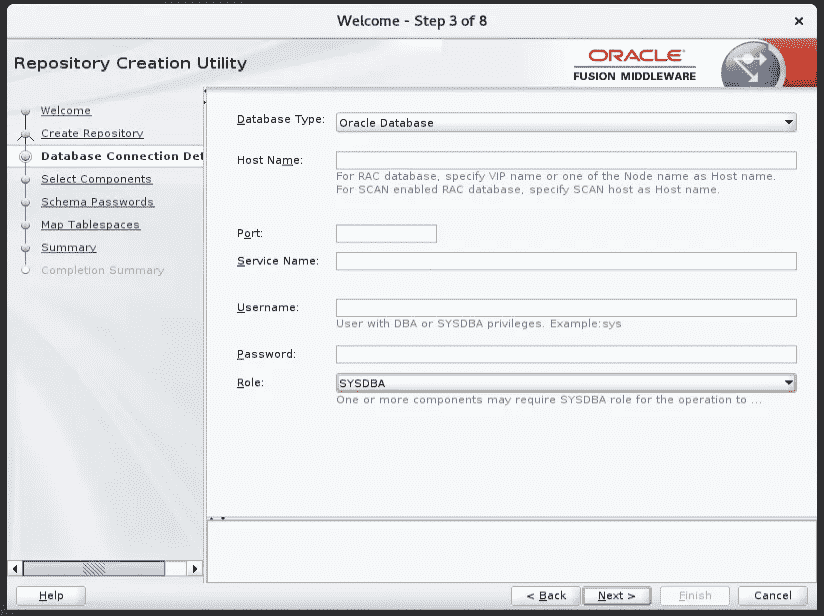 Welcome - Step 3 of 8
Repository Creation Utility
ORACLE
FUSION MIDDLEWARE
Welcome
Create Repository
Database Connection Det
Select Components
Schema Passwords
Map Tablespaces
Summary
Completion Summary
Database Type: Oracle Database
Host Name:
For RAC database, specify VIP name or one of the Node name as Host name.
For SCAN enabled RAC database, specify SCAN host as Host name.
Port:
Service Name:
Username:
User with DBA or SYSDBA privileges. Example:sys
Password:
Role: SYSDBA
One or more components may require SYSDBA role for the operation to ...
Help
< Back
Next >
Finish
Cancel